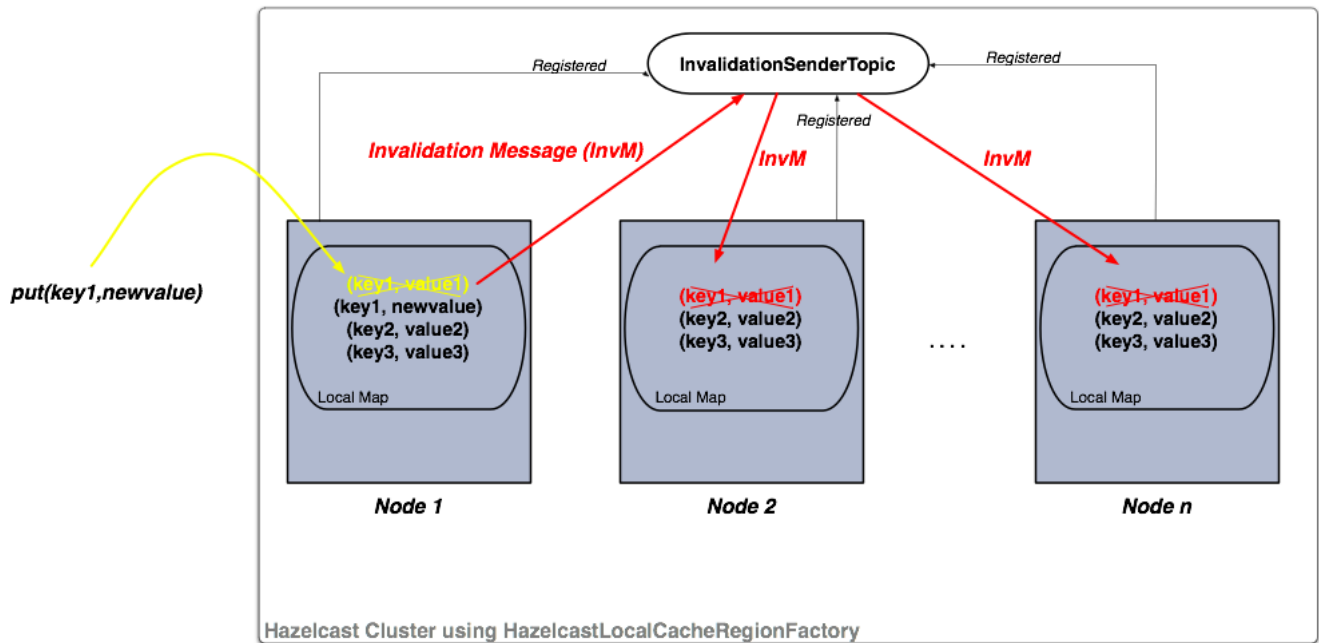 InvalidationSenderTopic
Registered
Registered
Registered
Invalidation Message (InvM)
InvM
InvM
put(key1,newvalue)
(key1, value1)
(key1, newvalue)
(key2, value2)
(key3, value3)
Local Map
Node 1
(key1, value1)
(key2, value2)
(key3, value3)
Local Map
Node 2
. . . .
(key1, value1)
(key2, value2)
(key3, value3)
Local Map
Node n
Hazelcast Cluster using HazelcastLocalCacheRegionFactory